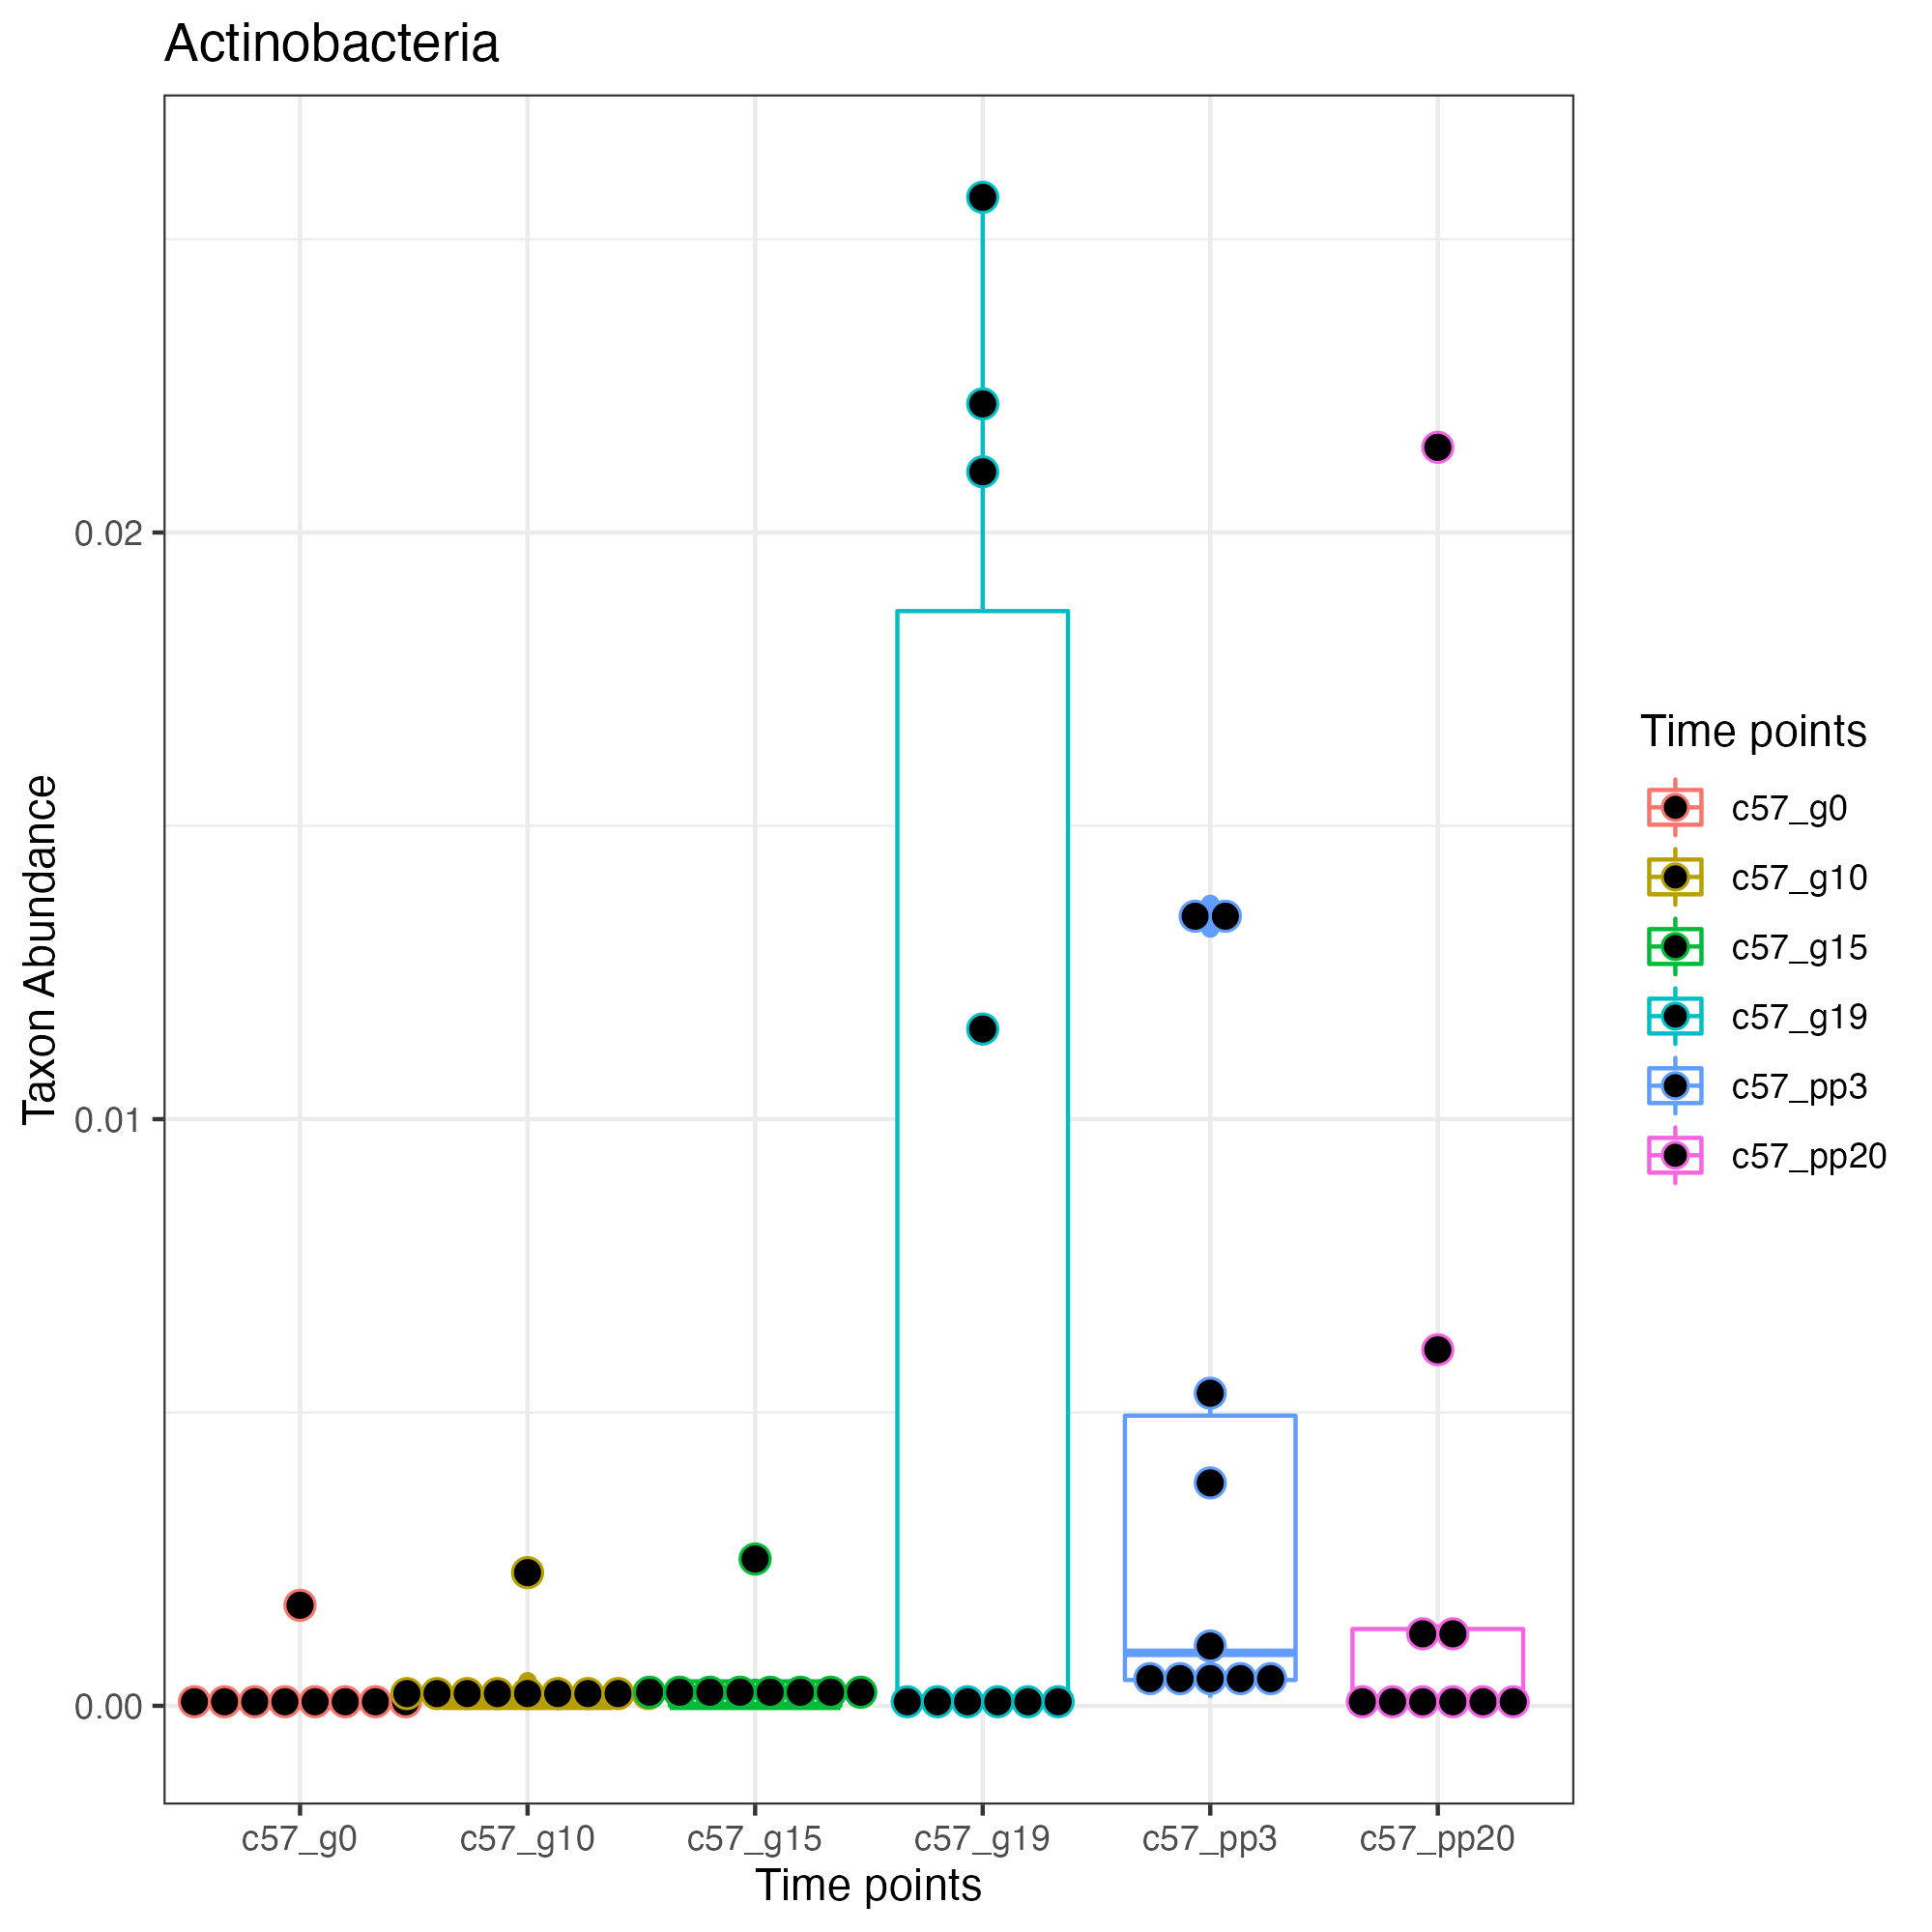 Actinobacteria
Taxon Abundance
0.02
0.01
0.00
c57_g0 c57_g10 c57_g15 c57_g19 c57_pp3 c57_pp20
Time points
Time points
c57_g0
c57_g10
c57_g15
c57_g19
c57_pp3
c57_pp20